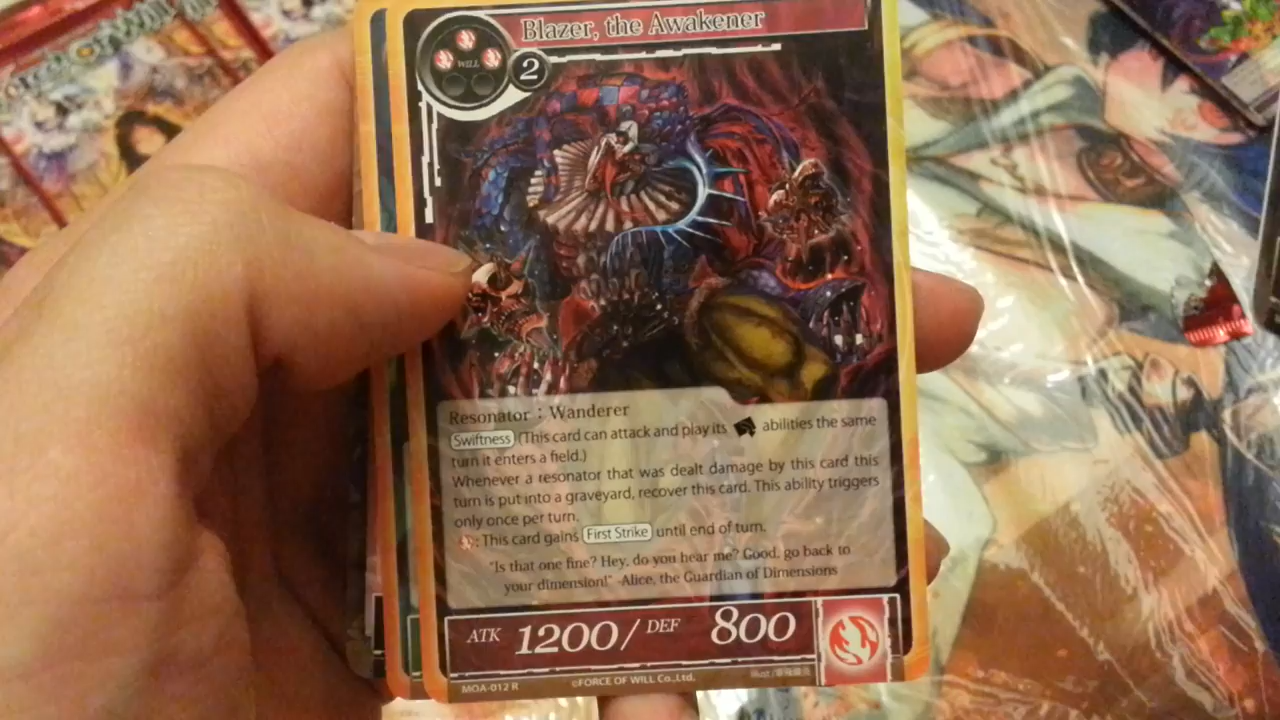 Blazer, the Awakener
WILL
2
Resonator : Wanderer
Swiftness (This card can attack and play its abilities the same
turn it enters a field.)
Whenever a resonator that was dealt damage by this card this
turn is put into a graveyard, recover this card. This ability triggers
only once per turn.
: This card gains First Strike until end of turn.
"Is that one fine? Hey, do you hear me? Good, go back to
your dimension!" -Alice, the Guardian of Dimensions
ATK 1200 / DEF 800
MOA-012 R ©FORCE OF WILL Co.,Ltd.